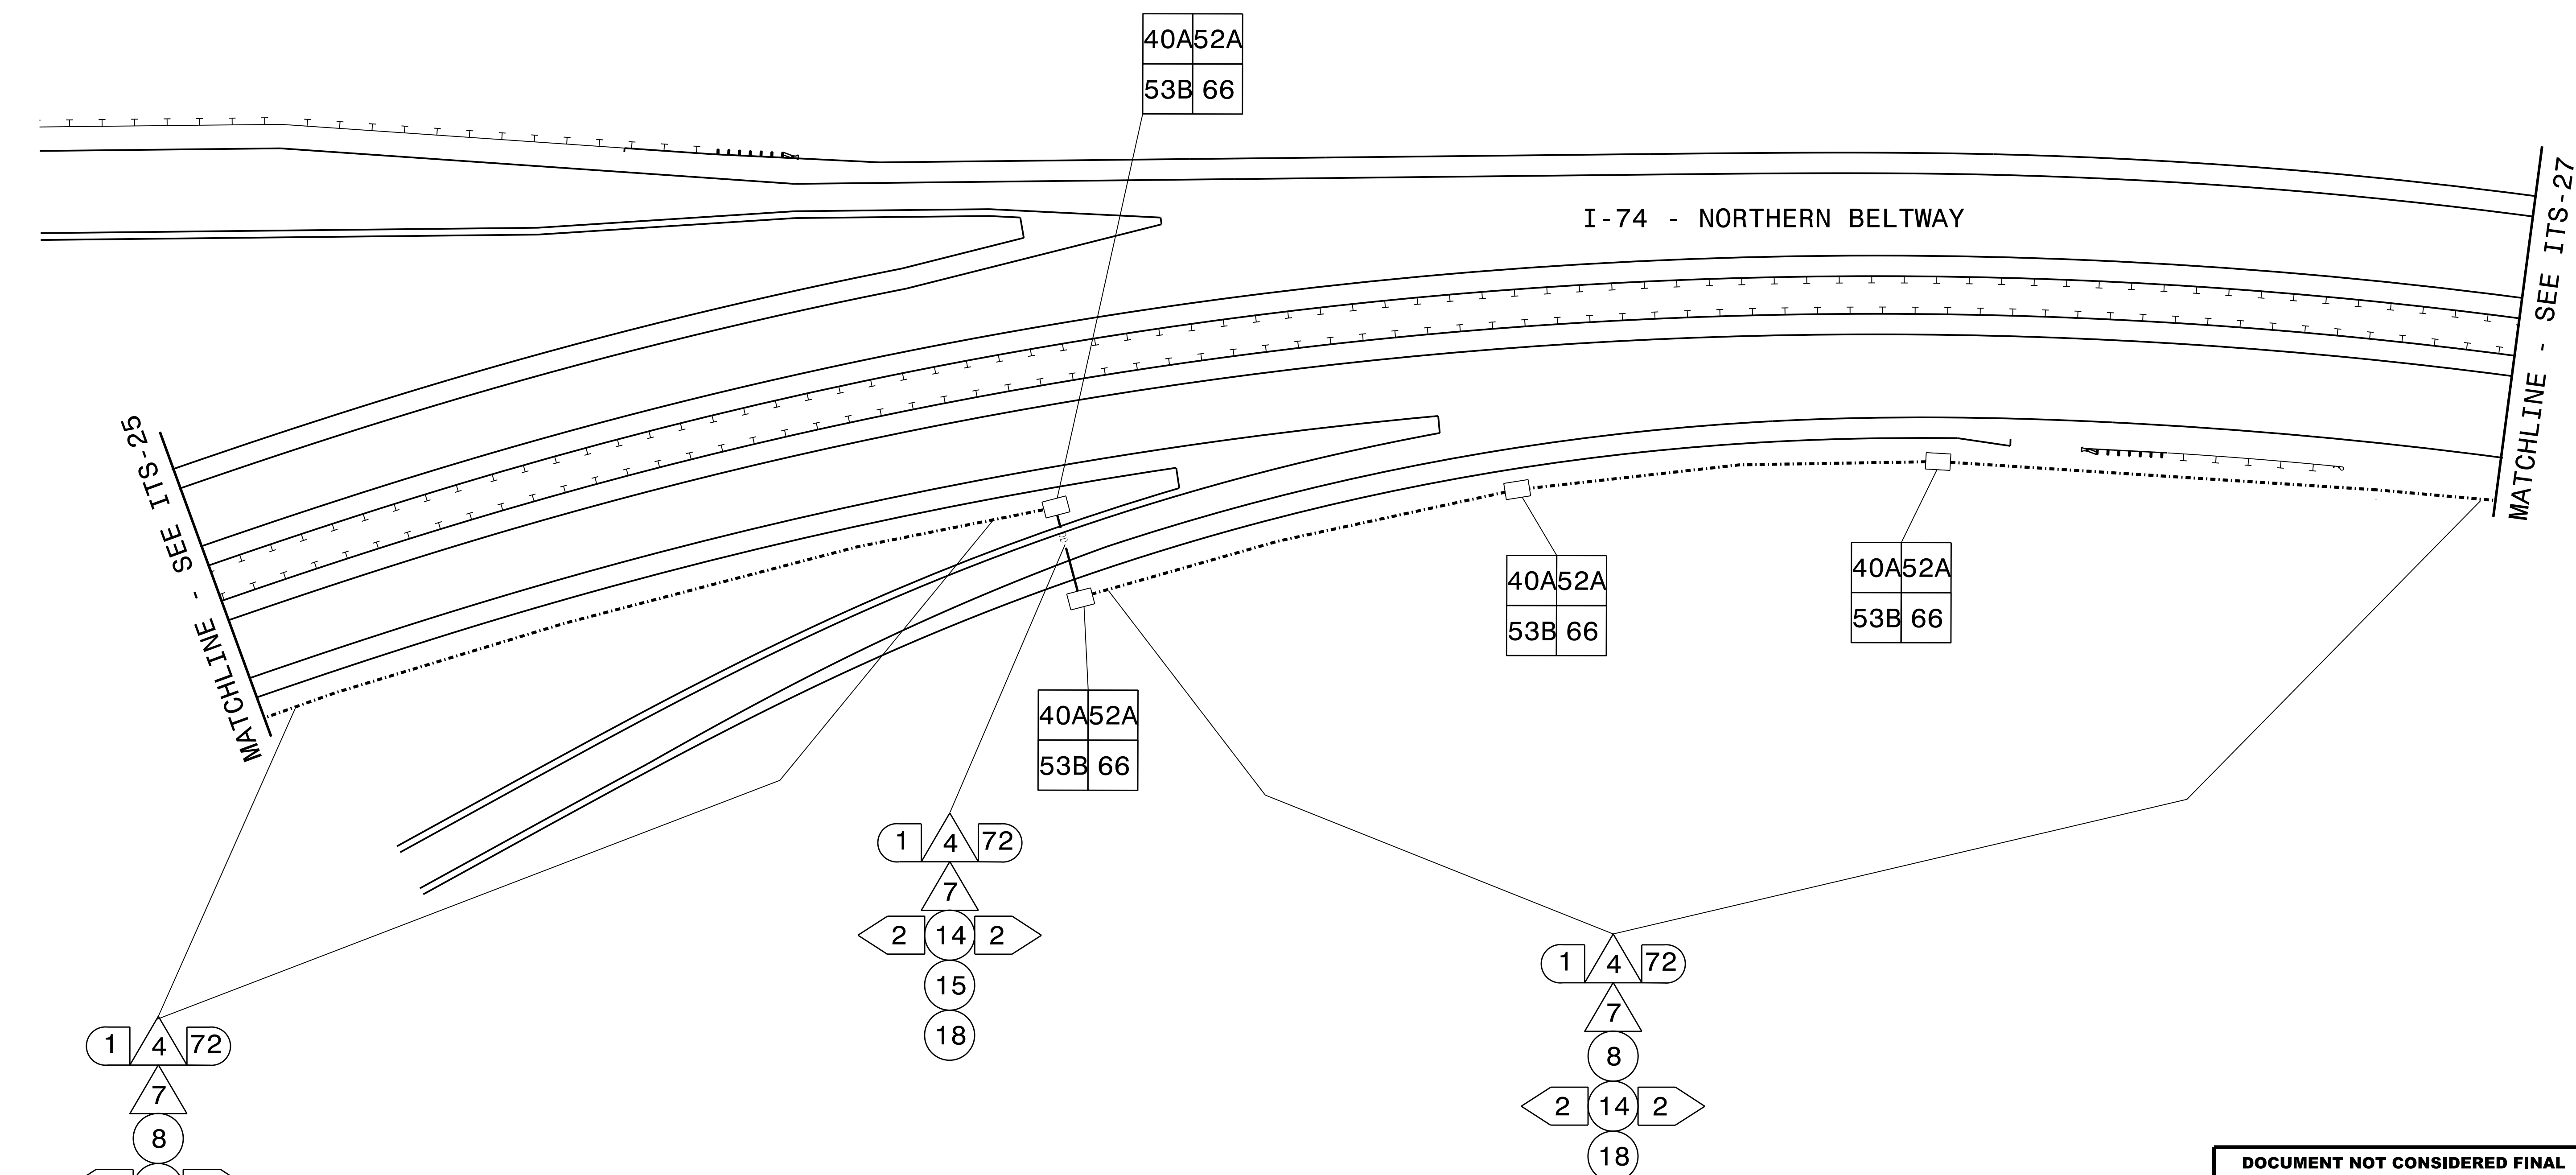 40A 52A
53B 66
I-74 - NORTHERN BELTWAY
MATCHLINE - SEE ITS-27
MATCHLINE - SEE ITS-25
40A 52A
53B 66
40A 52A
53B 66
40A 52A
53B 66
1 4 72
7
2 14 2
15
18
1 4 72
7
8
2 14 2
18
1 4 72
7
8
DOCUMENT NOT CONSIDERED FINAL